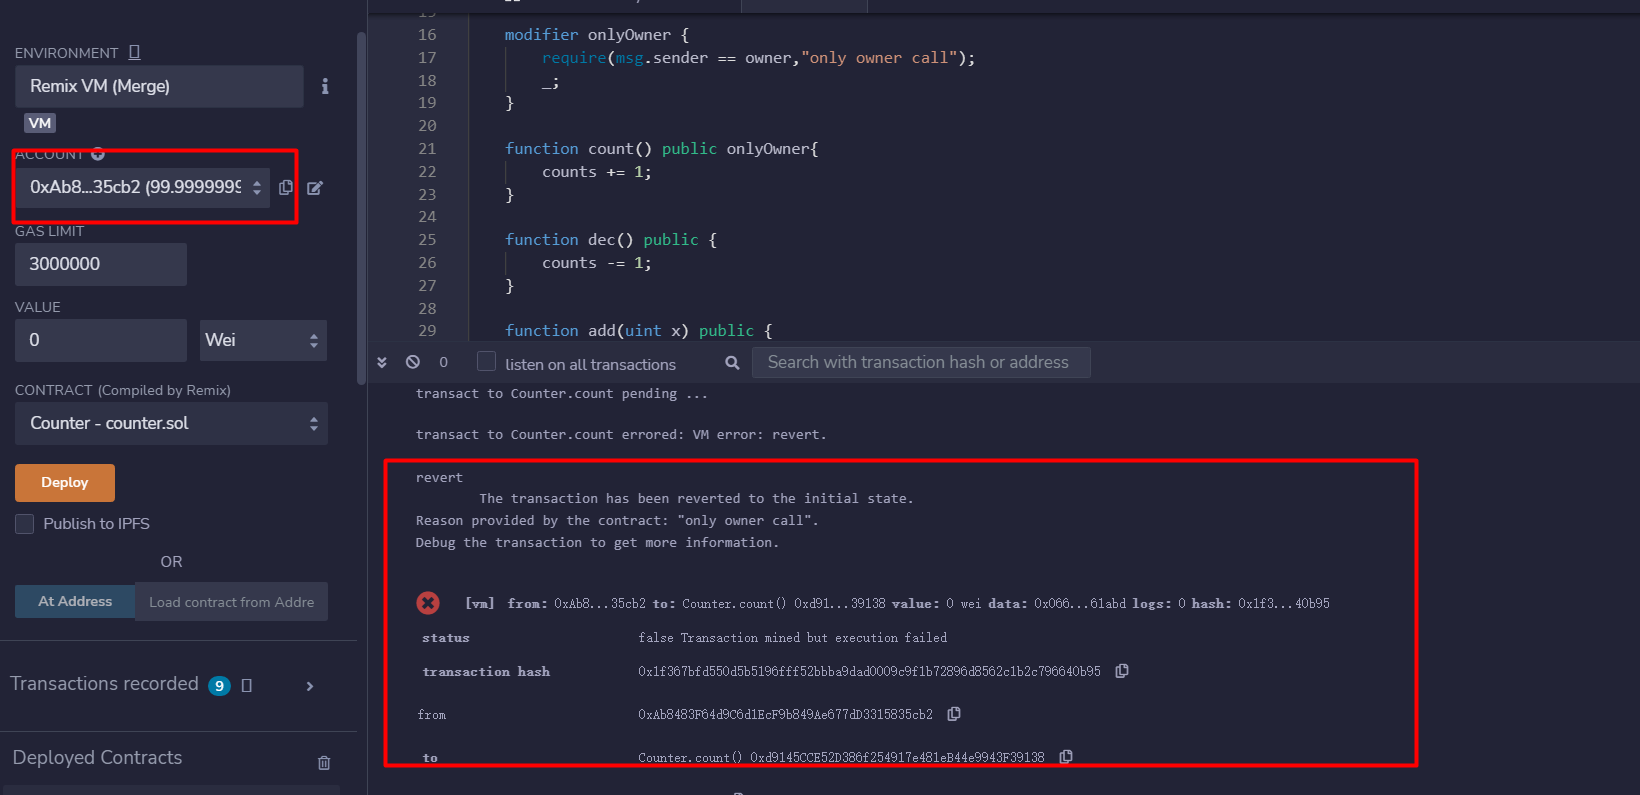 ENVIRONMENT
Remix VM (Merge)
VM
ACCOUNT
0xAb8...35cb2 (99.9999999
GAS LIMIT
3000000
VALUE
0
Wei
CONTRACT (Compiled by Remix)
Counter - counter.sol
Deploy
Publish to IPFS
OR
At Address
Load contract from Addre
Transactions recorded 9
Deployed Contracts
15
16 modifier onlyOwner {
17 require(msg.sender == owner,"only owner call");
18 _;
19 }
20
21 function count() public onlyOwner{
22 counts += 1;
23 }
24
25 function dec() public {
26 counts -= 1;
27 }
28
29 function add(uint x) public {
0
listen on all transactions
Search with transaction hash or address
transact to Counter.count pending ...
transact to Counter.count errored: VM error: revert.
revert
The transaction has been reverted to the initial state.
Reason provided by the contract: "only owner call".
Debug the transaction to get more information.
[vm] from: 0xAb8...35cb2 to: Counter.count() 0xd91...39138 value: 0 wei data: 0x066...61abd logs: 0 hash: 0x1f3...40b95
status false Transaction mined but execution failed
transaction hash 0x1f367bfd550d5b5196fff52bbba9dad0009c9f1b72896d8562c1b2c796640b95
from 0xAb8483F64d9C6d1EcF9b849Ae677dD3315835cb2
to Counter.count() 0xd9145CCE52D386f254917e481eB44e9943F39138